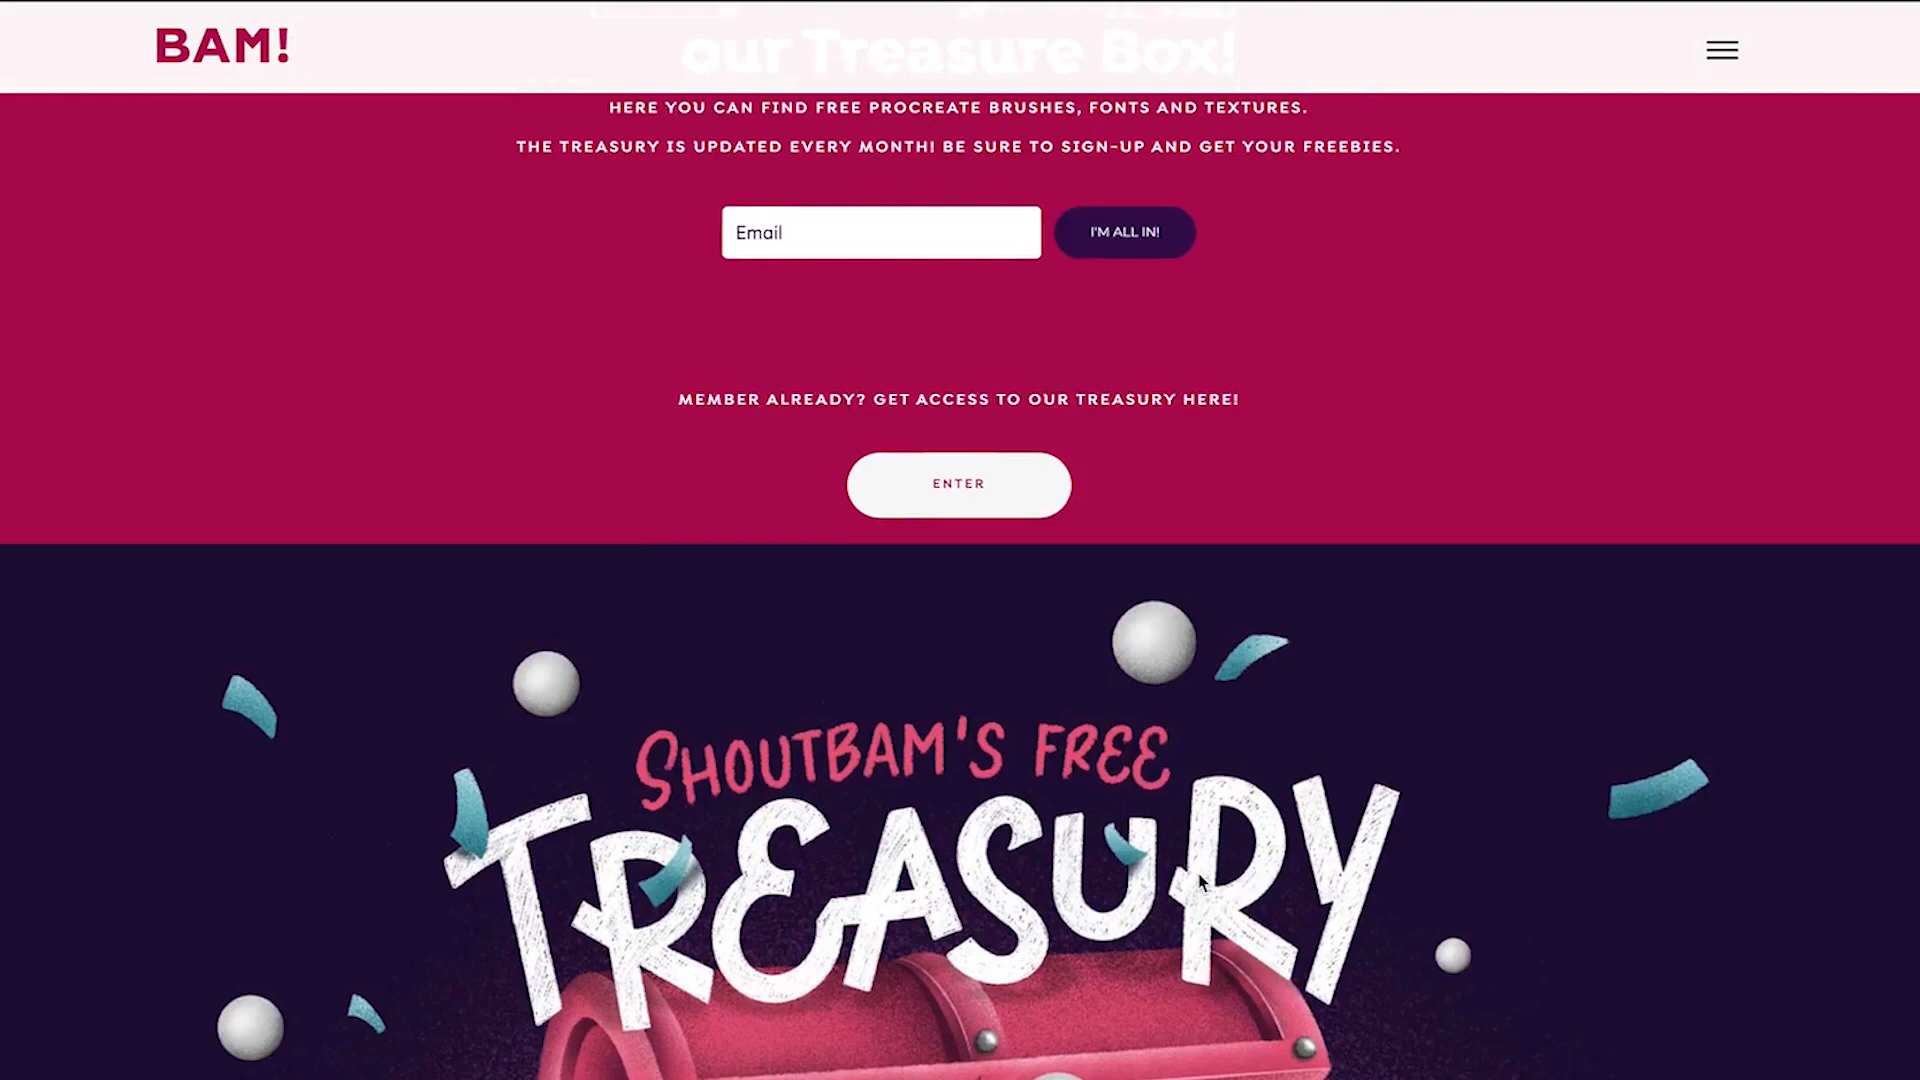 BAM!
our Treasure Box!
HERE YOU CAN FIND FREE PROCREATE BRUSHES, FONTS AND TEXTURES.
THE TREASURY IS UPDATED EVERY MONTH! BE SURE TO SIGN-UP AND GET YOUR FREEBIES.
Email
I'M ALL IN!
MEMBER ALREADY? GET ACCESS TO OUR TREASURY HERE!
ENTER
SHOUTBAM'S FREE
TREASURY